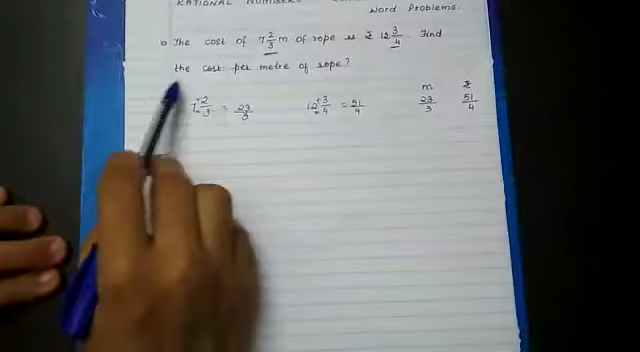 RATIONAL NUMBERS
Word Problems.
1) The cost of 7 2/3 m of rope is ₹ 12 3/4. Find
the cost per metre of rope?
m ₹
7 2/3 = 23/3 12 3/4 = 51/4 23/3 51/4